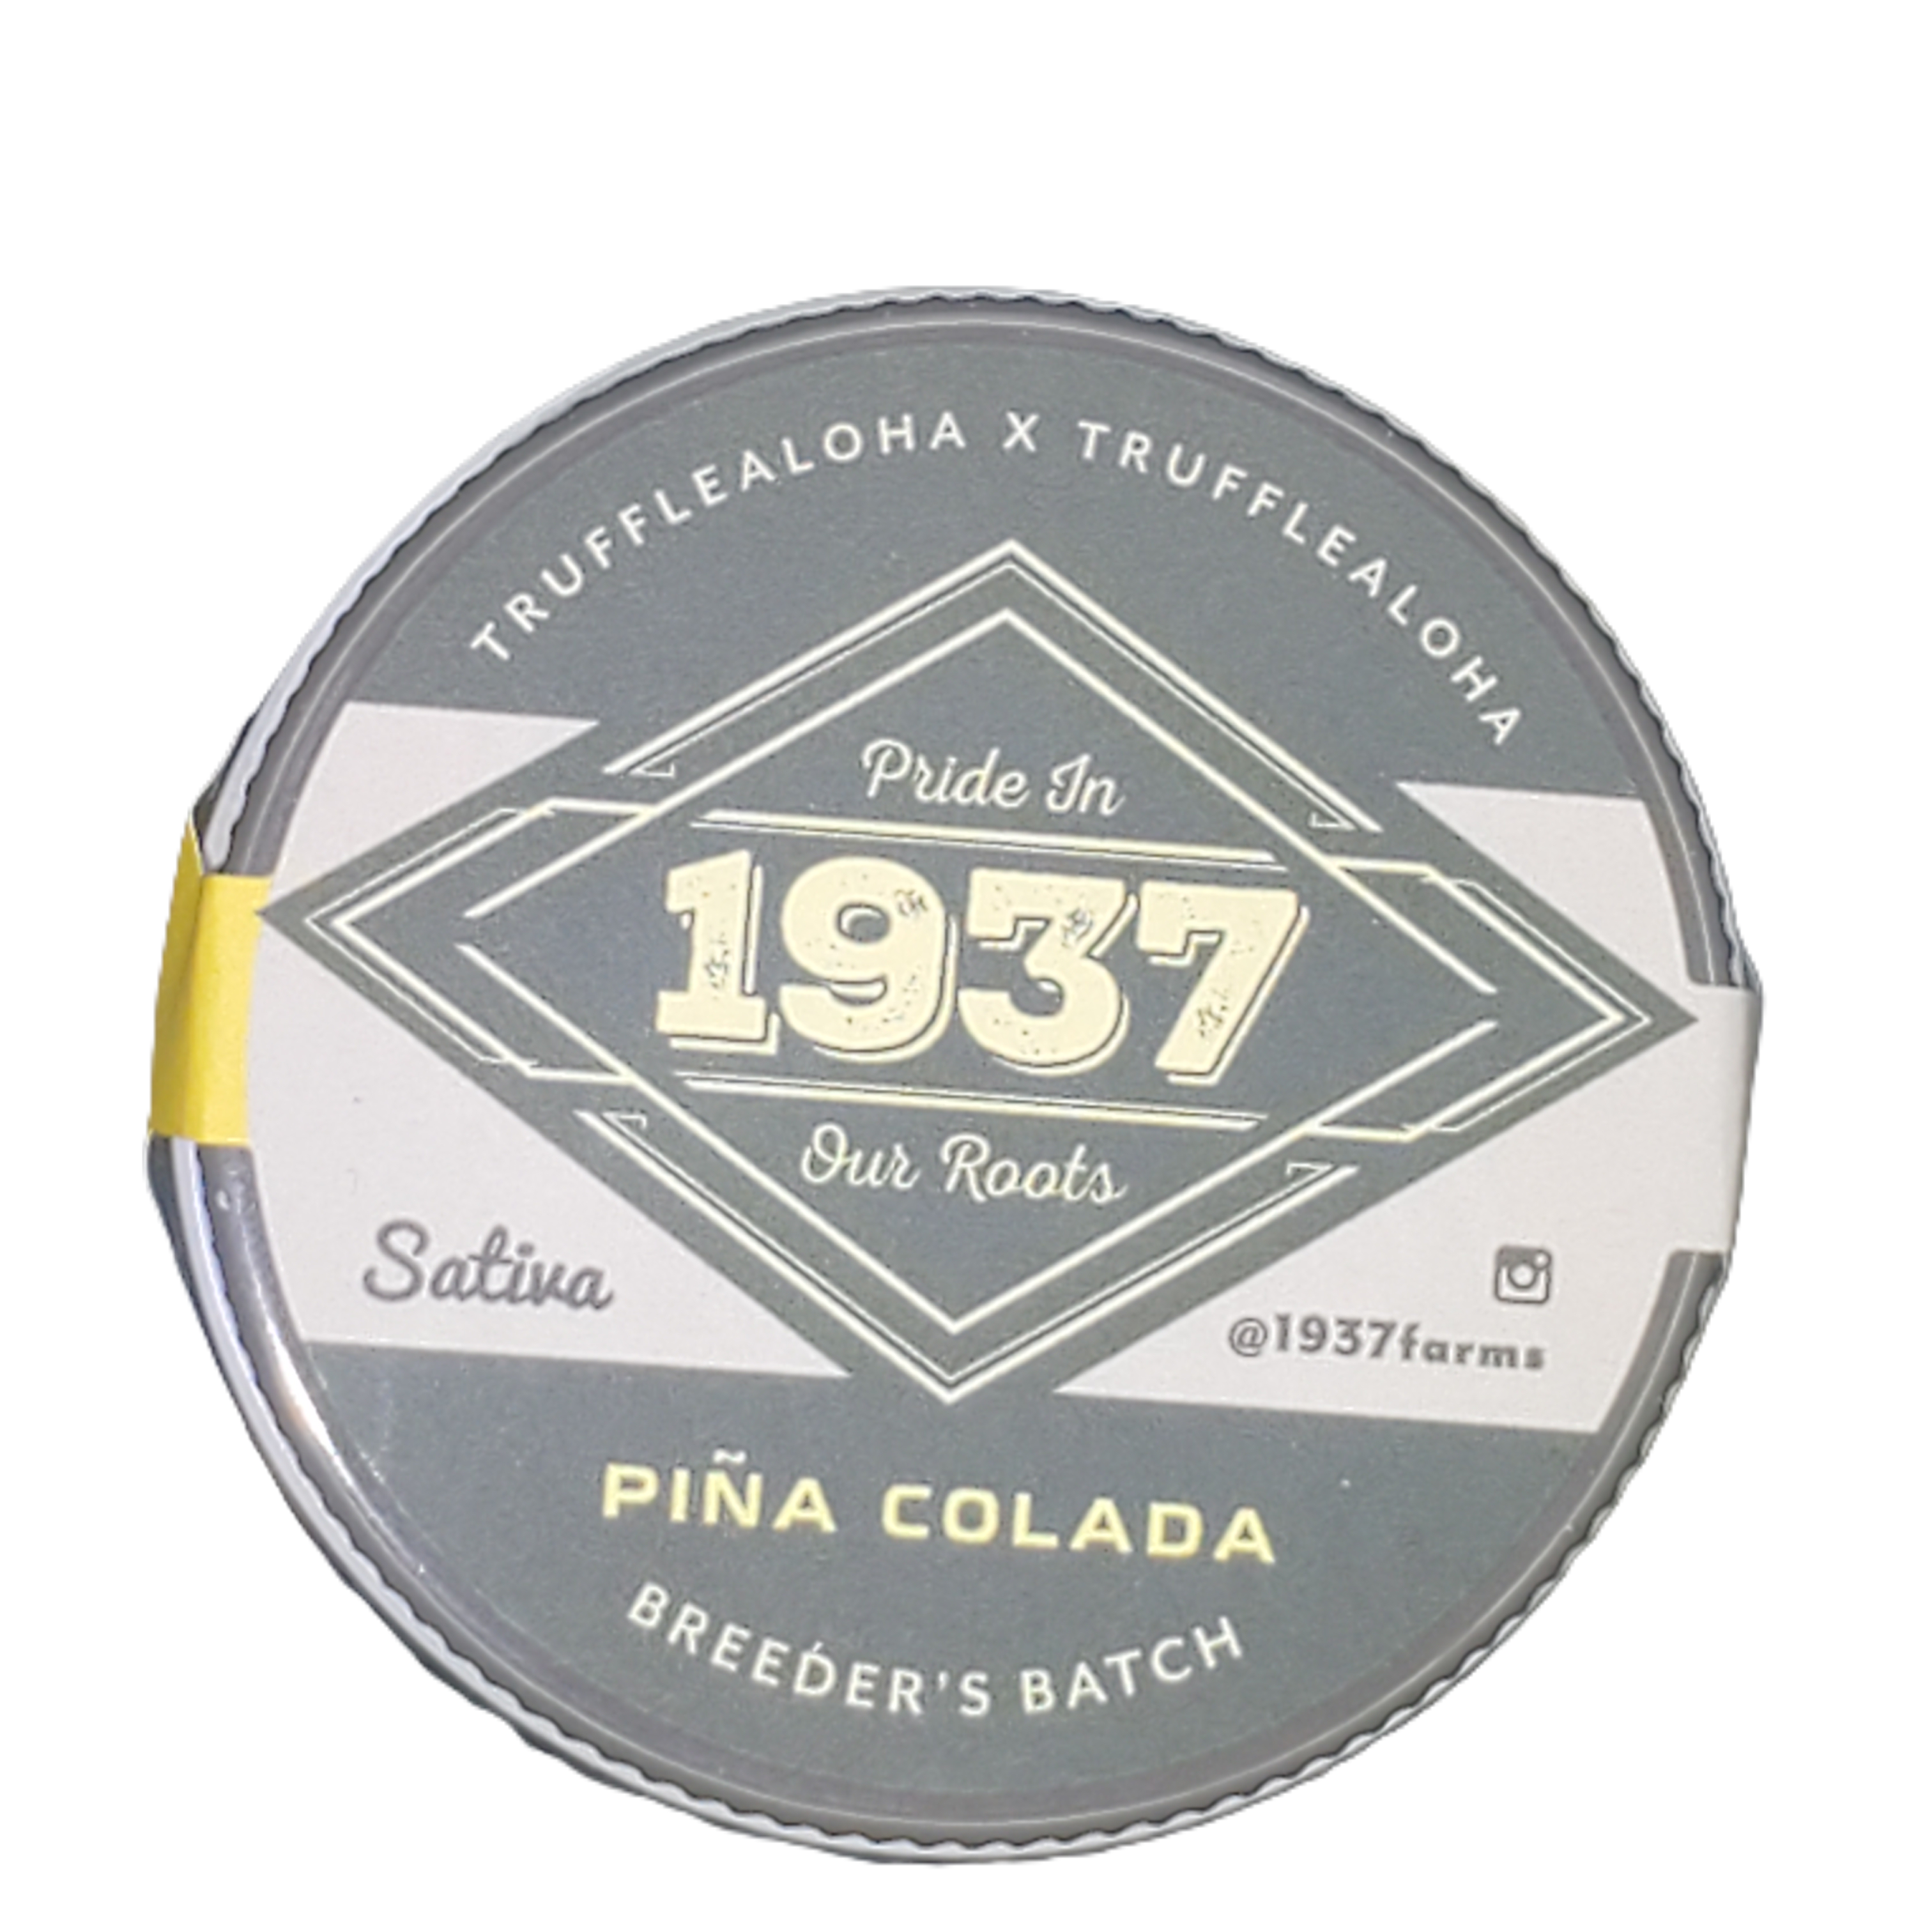 TRUFFLEALOHA X TRUFFLEALOHA
Pride In
1937
Our Roots
Sativa
@1937farms
PIÑA COLADA
BREEDER'S BATCH